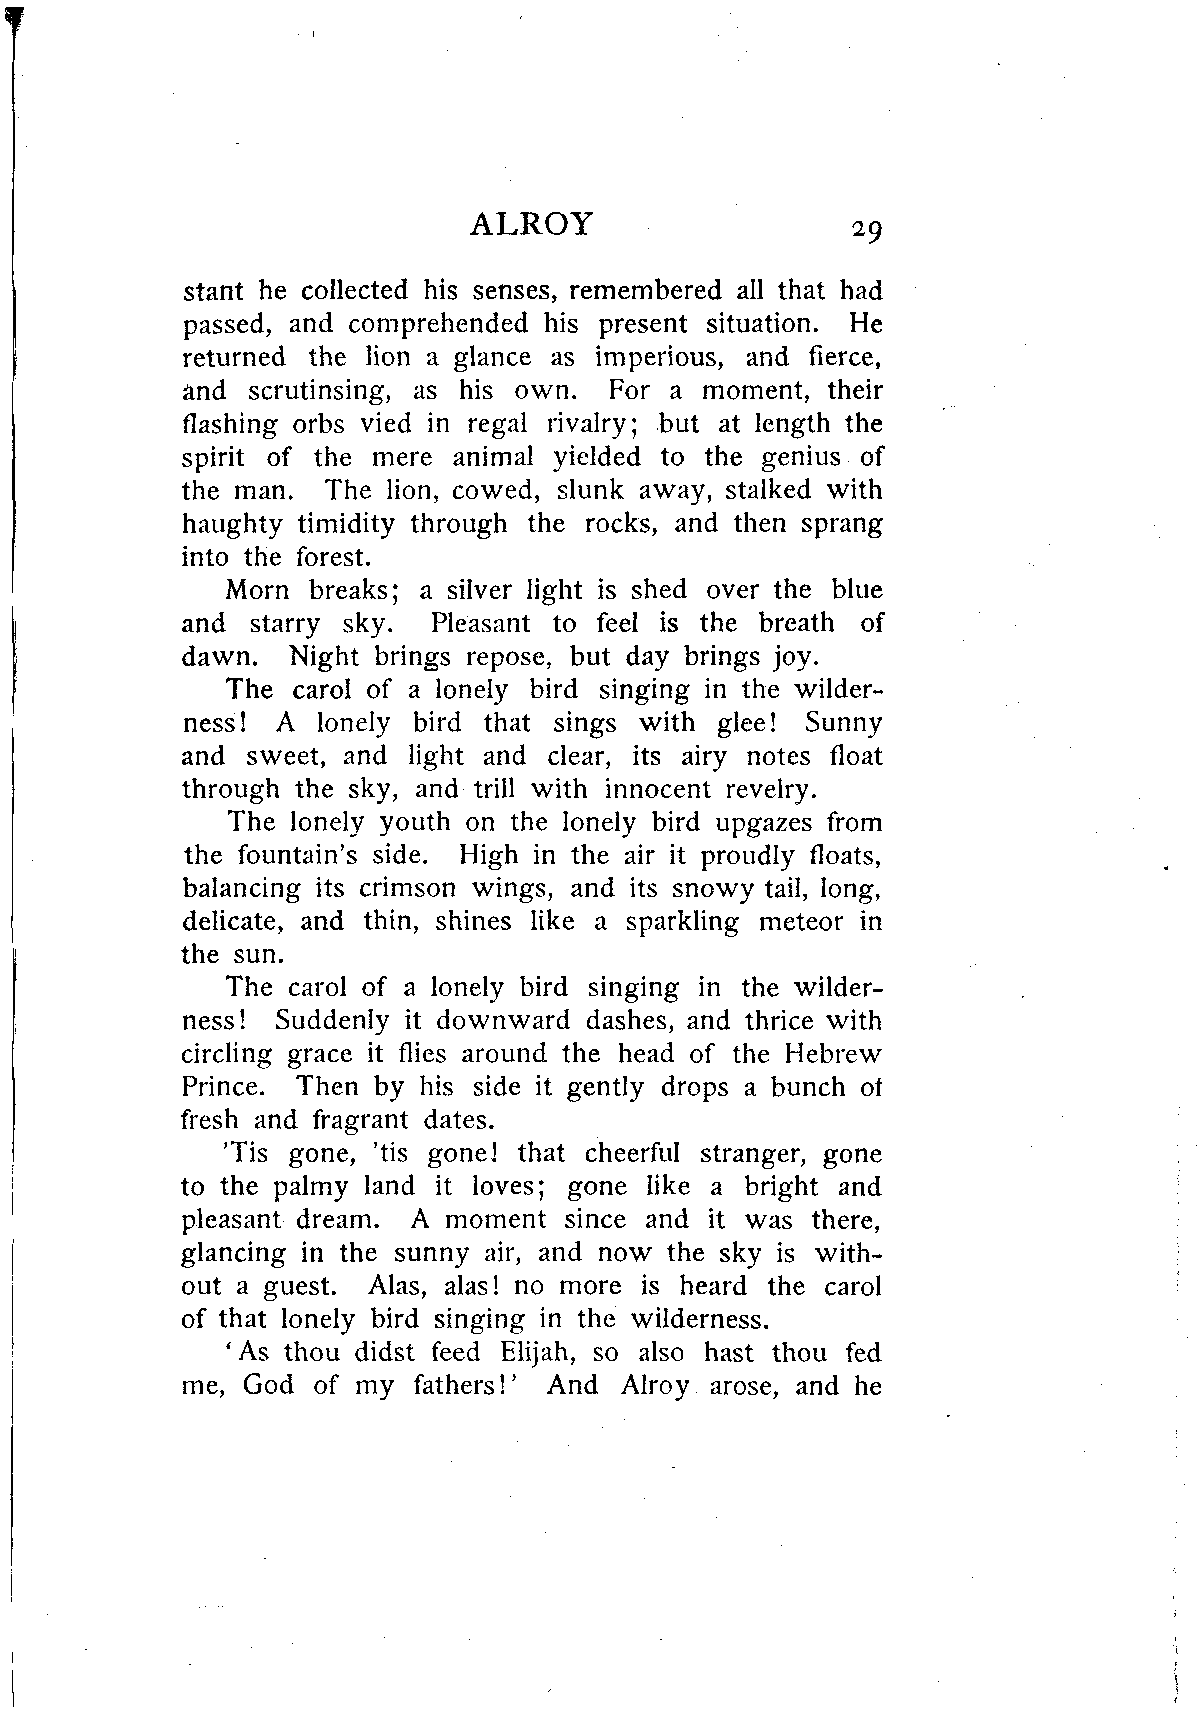 ALROY 29
stant he collected his senses, remembered all that had
passed, and comprehended his present situation. He
returned the lion a glance as imperious, and fierce,
and scrutinsing, as his own. For a moment, their
flashing orbs vied in regal rivalry; but at length the
spirit of the mere animal yielded to the genius of
the man. The lion, cowed, slunk away, stalked with
haughty timidity through the rocks, and then sprang
into the forest.
Morn breaks; a silver light is shed over the blue
and starry sky. Pleasant to feel is the breath of
dawn. Night brings repose, but day brings joy.
The carol of a lonely bird singing in the wilder-
ness! A lonely bird that sings with glee! Sunny
and sweet, and light and clear, its airy notes float
through the sky, and trill with innocent revelry.
The lonely youth on the lonely bird upgazes from
the fountain's side. High in the air it proudly floats,
balancing its crimson wings, and its snowy tail, long,
delicate, and thin, shines like a sparkling meteor in
the sun.
The carol of a lonely bird singing in the wilder-
ness! Suddenly it downward dashes, and thrice with
circling grace it flies around the head of the Hebrew
Prince. Then by his side it gently drops a bunch of
fresh and fragrant dates.
'Tis gone, 'tis gone! that cheerful stranger, gone
to the palmy land it loves; gone like a bright and
pleasant dream. A moment since and it was there,
glancing in the sunny air, and now the sky is with-
out a guest. Alas, alas! no more is heard the carol
of that lonely bird singing in the wilderness.
'As thou didst feed Elijah, so also hast thou fed
me, God of my fathers!' And Alroy arose, and he